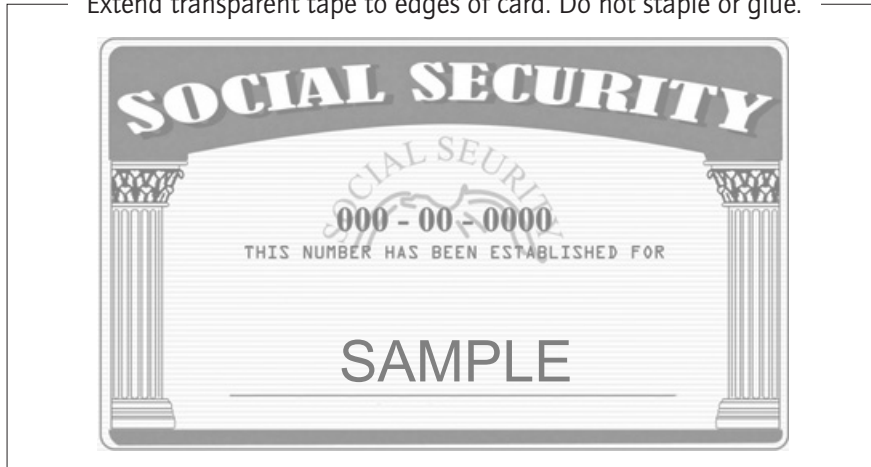 Extend transparent tape to edges of card. Do not staple or glue.
SOCIAL SECURITY
SOCIAL SEURITY
000 - 00 - 0000
THIS NUMBER HAS BEEN ESTABLISHED FOR
SAMPLE